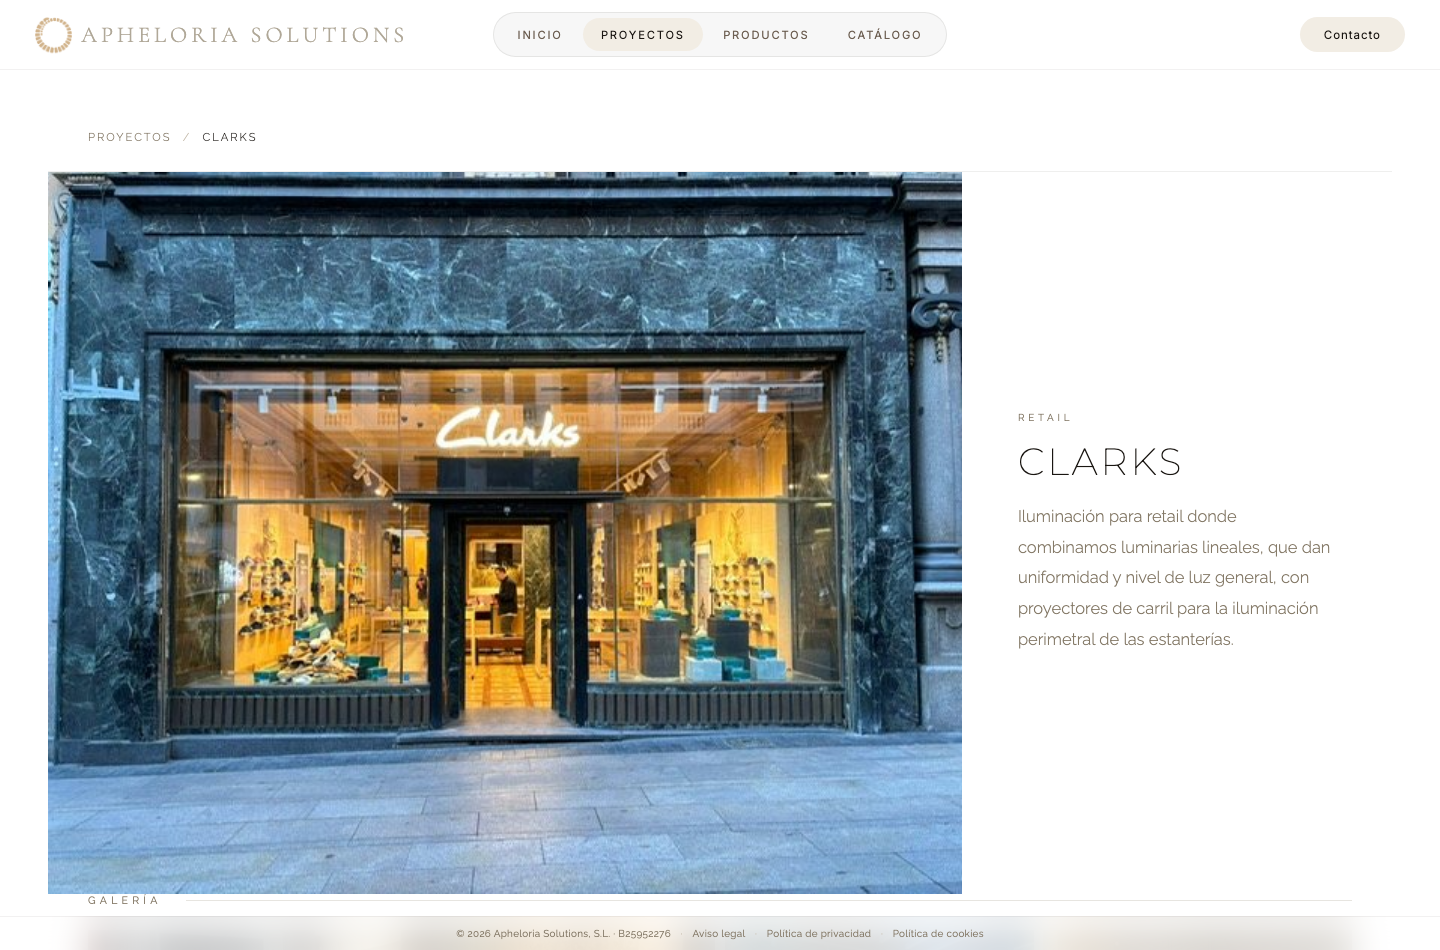 APHELORIA SOLUTIONS
INICIO
PROYECTOS
PRODUCTOS
CATÁLOGO
Contacto
PROYECTOS / CLARKS
13
Clarks
RETAIL
CLARKS
Iluminación para retail donde
combinamos luminarias lineales, que dan
uniformidad y nivel de luz general, con
proyectores de carril para la iluminación
perimetral de las estanterías.
GALERÍA
© 2026 Apheloria Solutions, S.L. · B25952276 · Aviso legal · Política de privacidad · Política de cookies